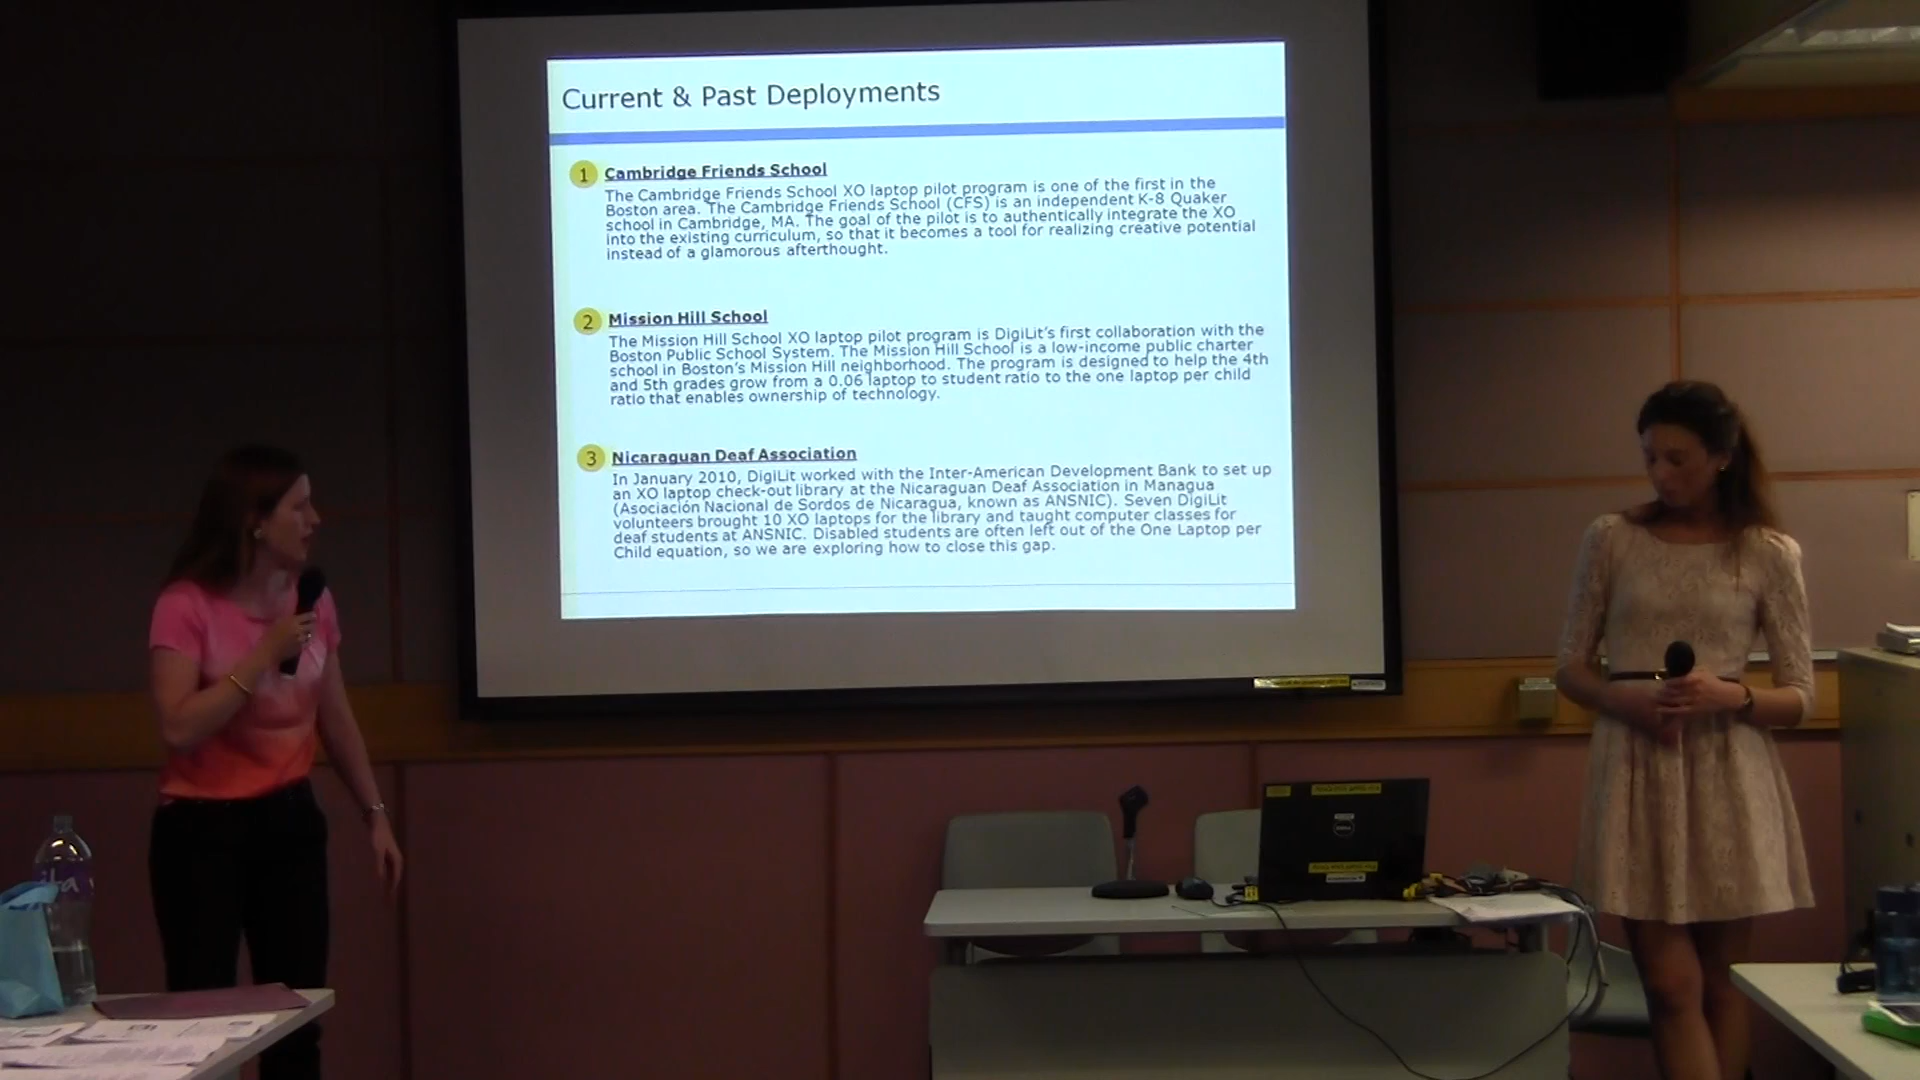 Current & Past Deployments
1 Cambridge Friends School
The Cambridge Friends School XO laptop pilot program is one of the first in the
Boston area. The Cambridge Friends School (CFS) is an independent K-8 Quaker
school in Cambridge, MA. The goal of the pilot is to authentically integrate the XO
into the existing curriculum, so that it becomes a tool for realizing creative potential
instead of a glamorous afterthought.
2 Mission Hill School
The Mission Hill School XO laptop pilot program is DigiLit's first collaboration with the
Boston Public School System. The Mission Hill School is a low-income public charter
school in Boston's Mission Hill neighborhood. The program is designed to help the 4th
and 5th grades grow from a 0.06 laptop to student ratio to the one laptop per child
ratio that enables ownership of technology.
3 Nicaraguan Deaf Association
In January 2010, DigiLit worked with the Inter-American Development Bank to set up
an XO laptop check-out library at the Nicaraguan Deaf Association in Managua
(Asociación Nacional de Sordos de Nicaragua, known as ANSNIC). Seven DigiLit
volunteers brought 10 XO laptops for the library and taught computer classes for
deaf students at ANSNIC. Disabled students are often left out of the One Laptop per
Child equation, so we are exploring how to close this gap.